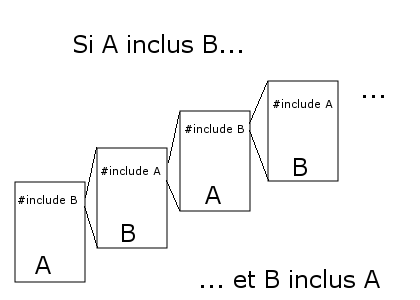 Si A inclus B...
...
#include A
B
#include B
A
#include A
B
#include B
A
... et B inclus A